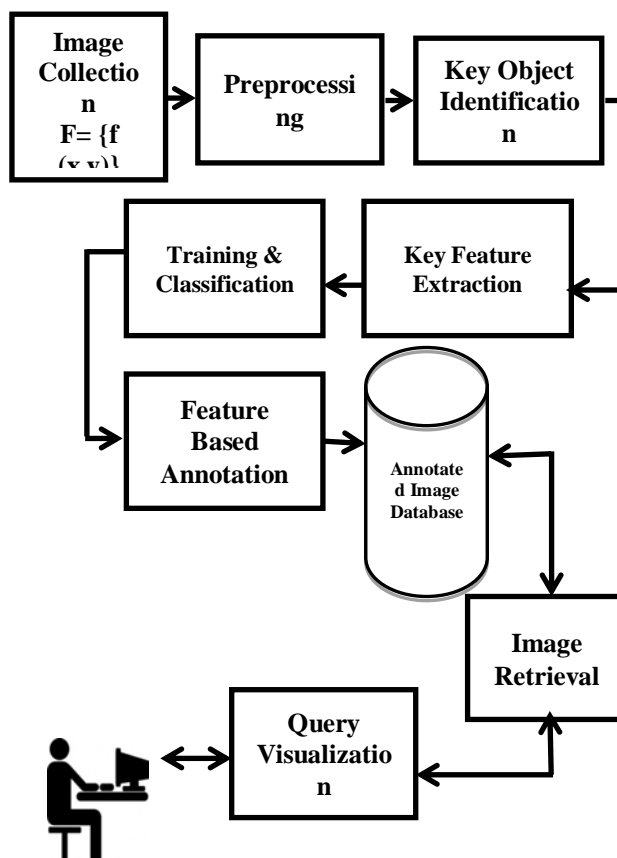 Image
Collectio
n
F= {f
(x,y)}
Preprocessi
ng
Key Object
Identificatio
n
Training &
Classification
Key Feature
Extraction
Feature
Based
Annotation
Annotate
d Image
Database
Image
Retrieval
Query
Visualizatio
n